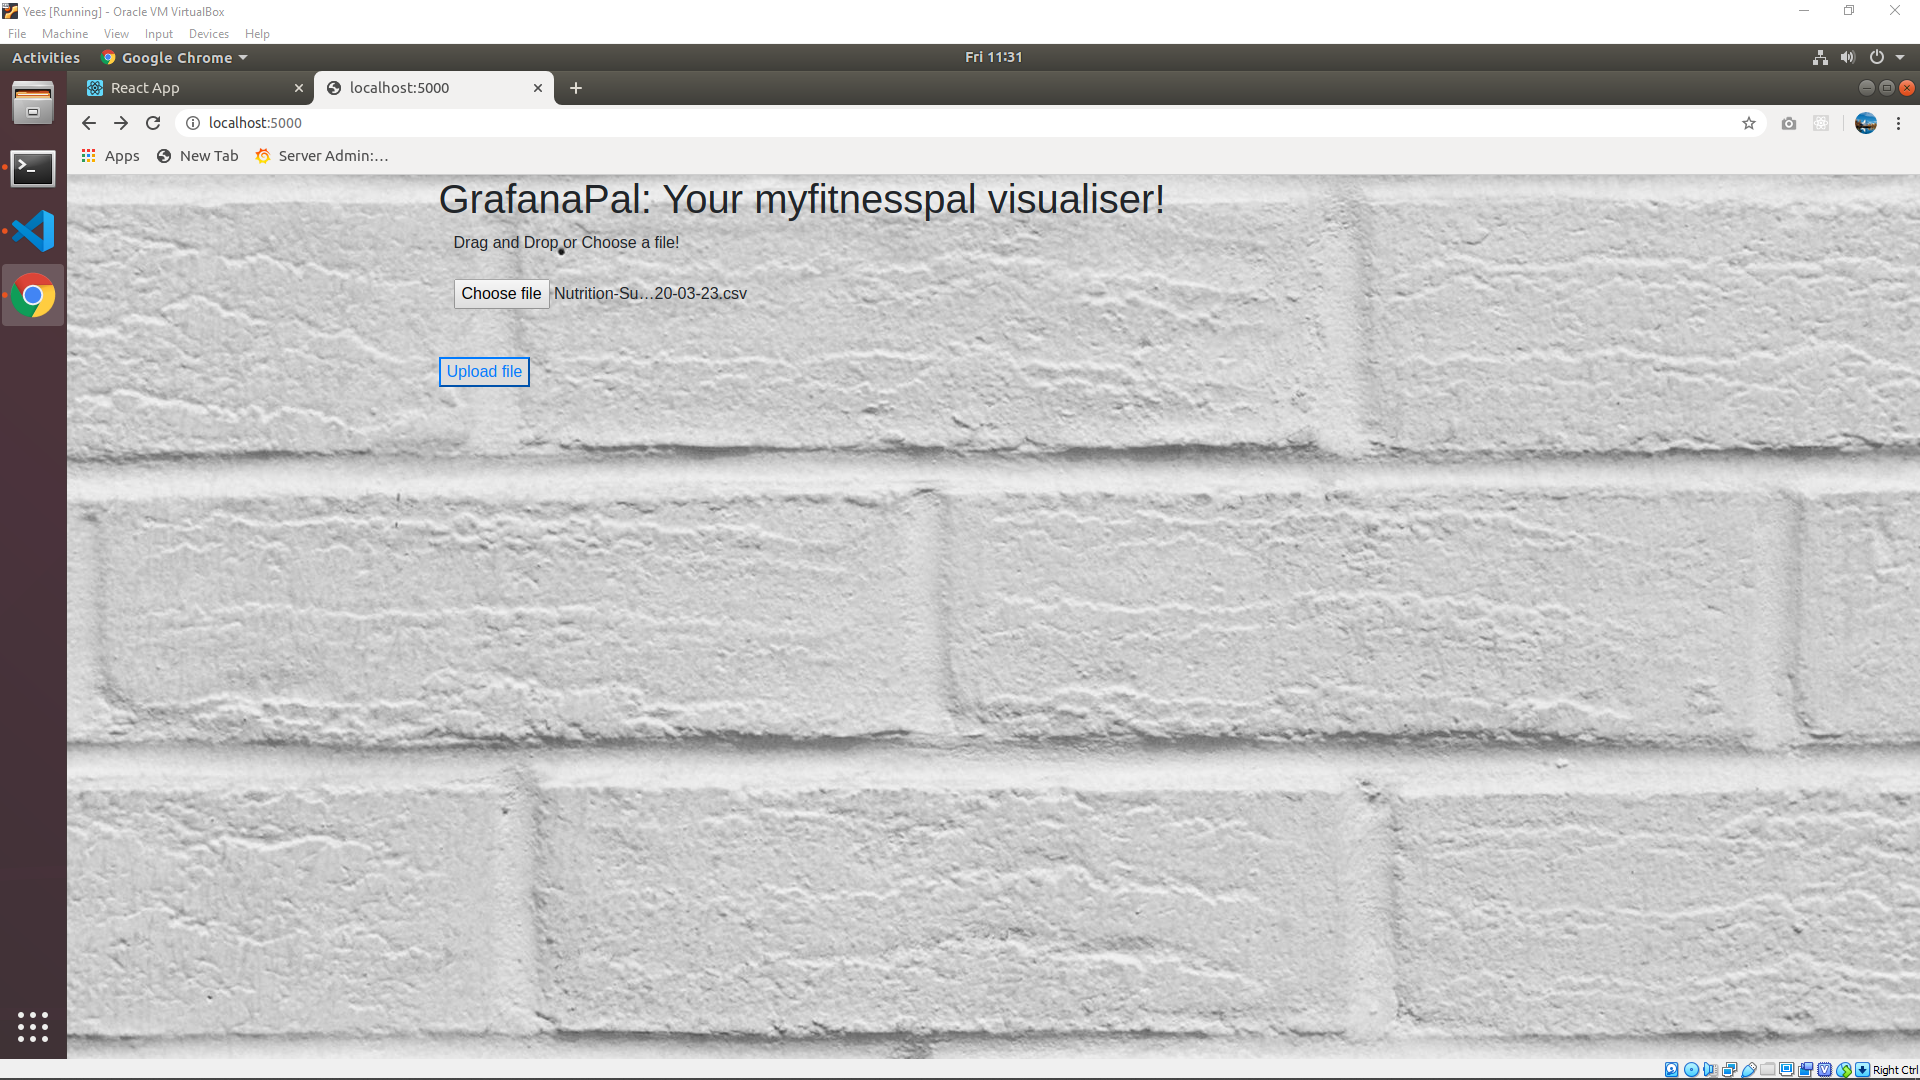 Yees [Running] - Oracle VM VirtualBox
File Machine View Input Devices Help
Activities Google Chrome Fri 11:31
React App localhost:5000
localhost:5000
Apps New Tab Server Admin:...
GrafanaPal: Your myfitnesspal visualiser!
Drag and Drop or Choose a file!
Choose file Nutrition-Su...20-03-23.csv
Upload file
Right Ctrl